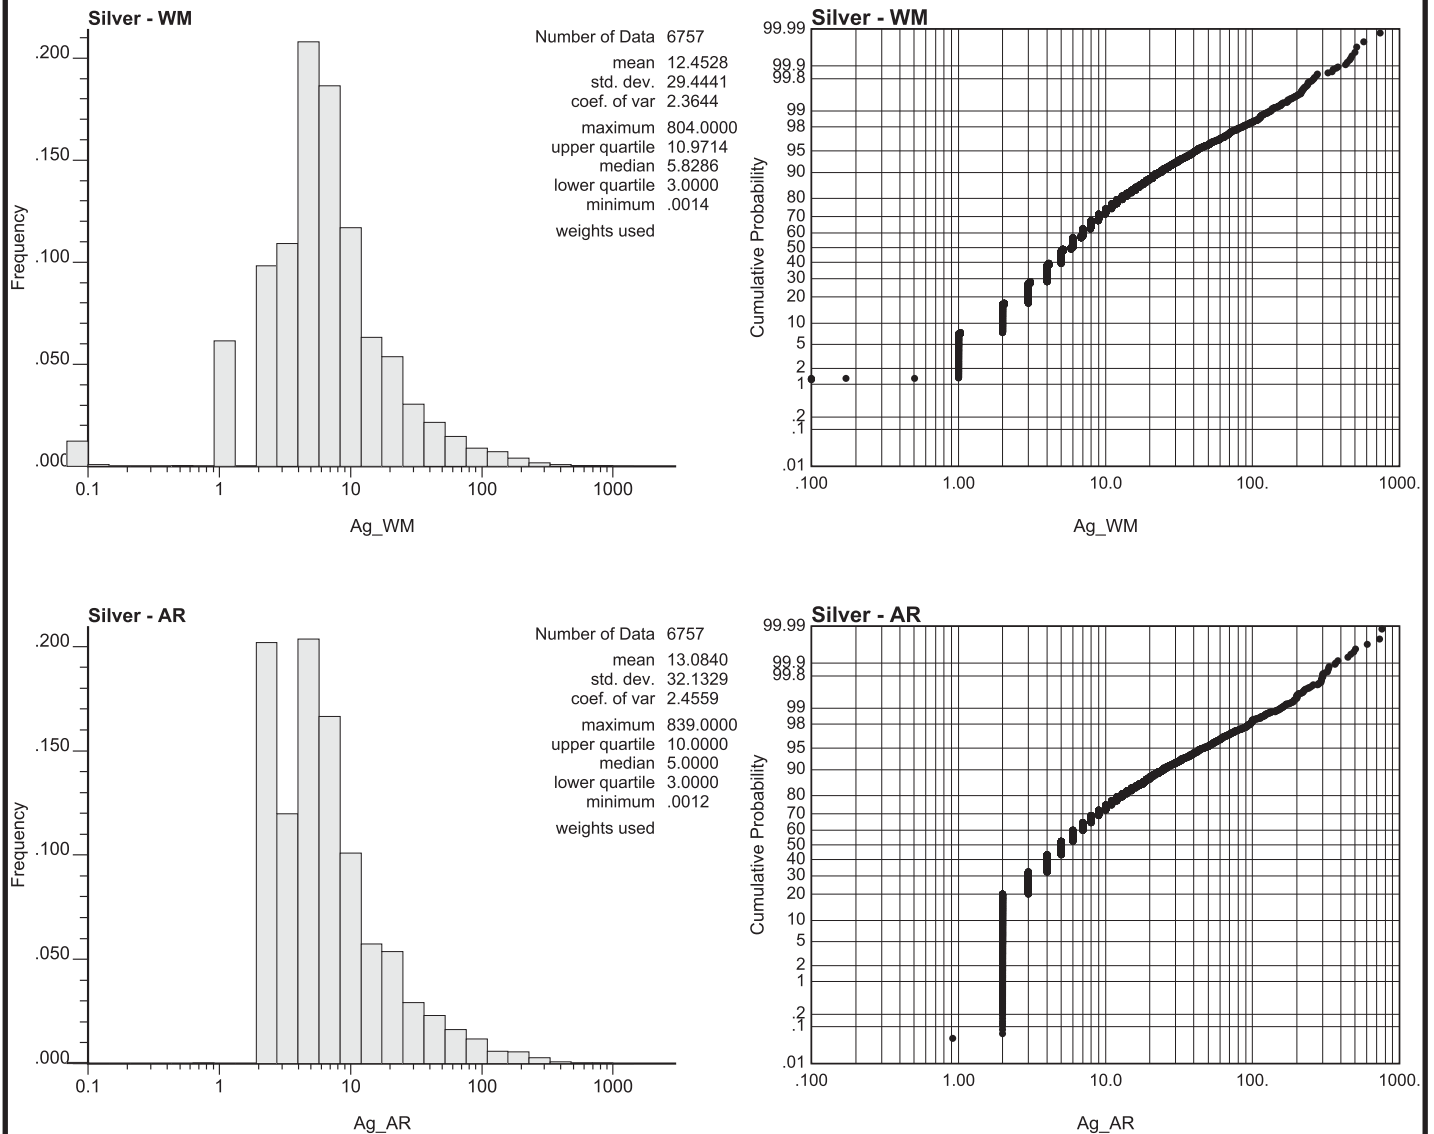 Silver - WM
Number of Data 6757
mean 12.4528
std. dev. 29.4441
coef. of var 2.3644
maximum 804.0000
upper quartile 10.9714
median 5.8286
lower quartile 3.0000
minimum .0014
weights used
Frequency
.200
.150
.100
.050
.000
0.1 1 10 100 1000
Ag_WM
Silver - WM
Cumulative Probability
99.99
99.9
99.8
99
98
95
90
80
70
60
50
40
30
20
10
5
2
1
.2
.1
.01
.100 1.00 10.0 100. 1000.
Ag_WM
Silver - AR
Number of Data 6757
mean 13.0840
std. dev. 32.1329
coef. of var 2.4559
maximum 839.0000
upper quartile 10.0000
median 5.0000
lower quartile 3.0000
minimum .0012
weights used
Frequency
.200
.150
.100
.050
.000
0.1 1 10 100 1000
Ag_AR
Silver - AR
Cumulative Probability
99.99
99.9
99.8
99
98
95
90
80
70
60
50
40
30
20
10
5
2
1
.2
.1
.01
.100 1.00 10.0 100. 1000.
Ag_AR